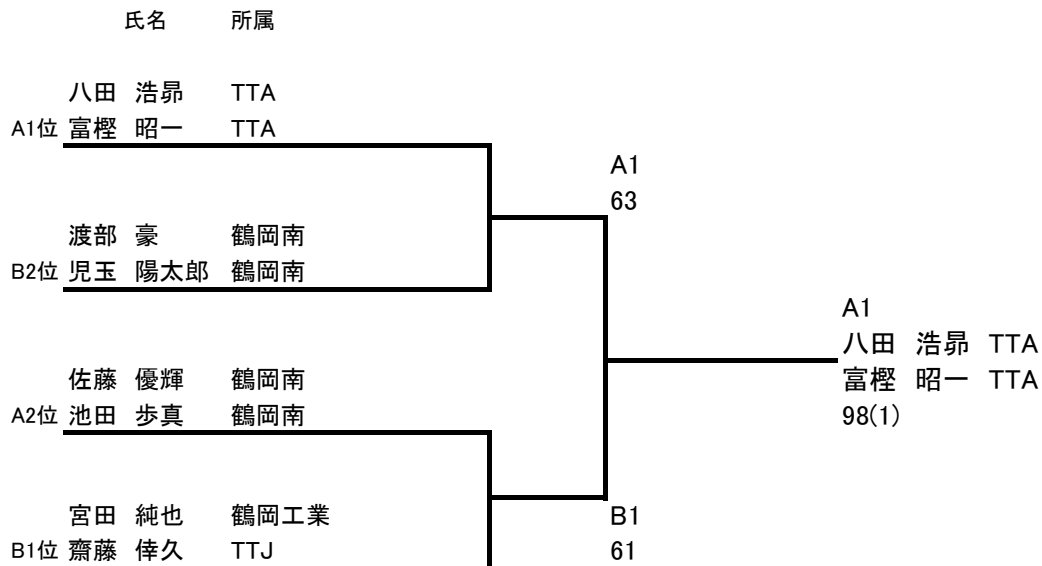 氏名 所属
八田 浩昴 TTA
A1位 富樫 昭一 TTA
A1
63
渡部 豪 鶴岡南
B2位 児玉 陽太郎 鶴岡南
A1
八田 浩昴 TTA
富樫 昭一 TTA
98(1)
佐藤 優輝 鶴岡南
A2位 池田 歩真 鶴岡南
宮田 純也 鶴岡工業
B1位 齋藤 倖久 TTJ
B1
61